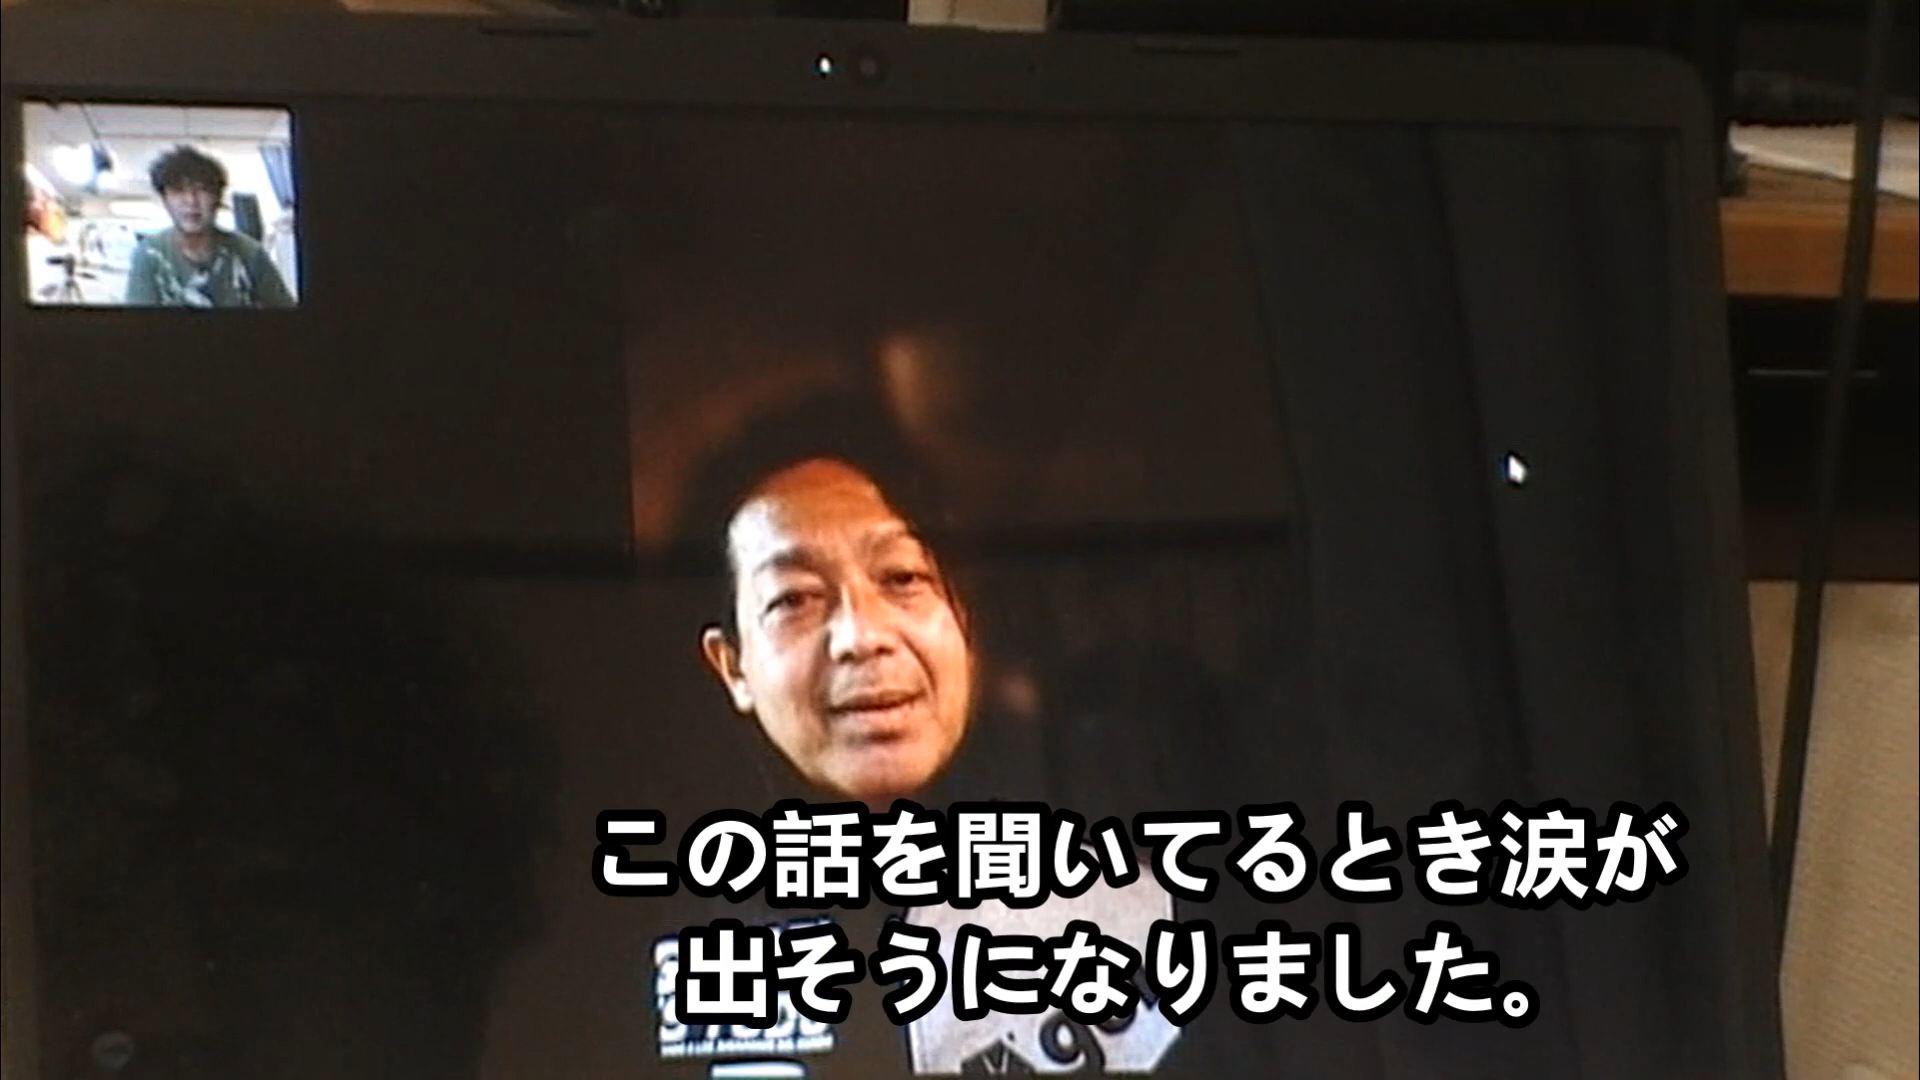 この話を聞いてるとき涙が
出そうになりました。